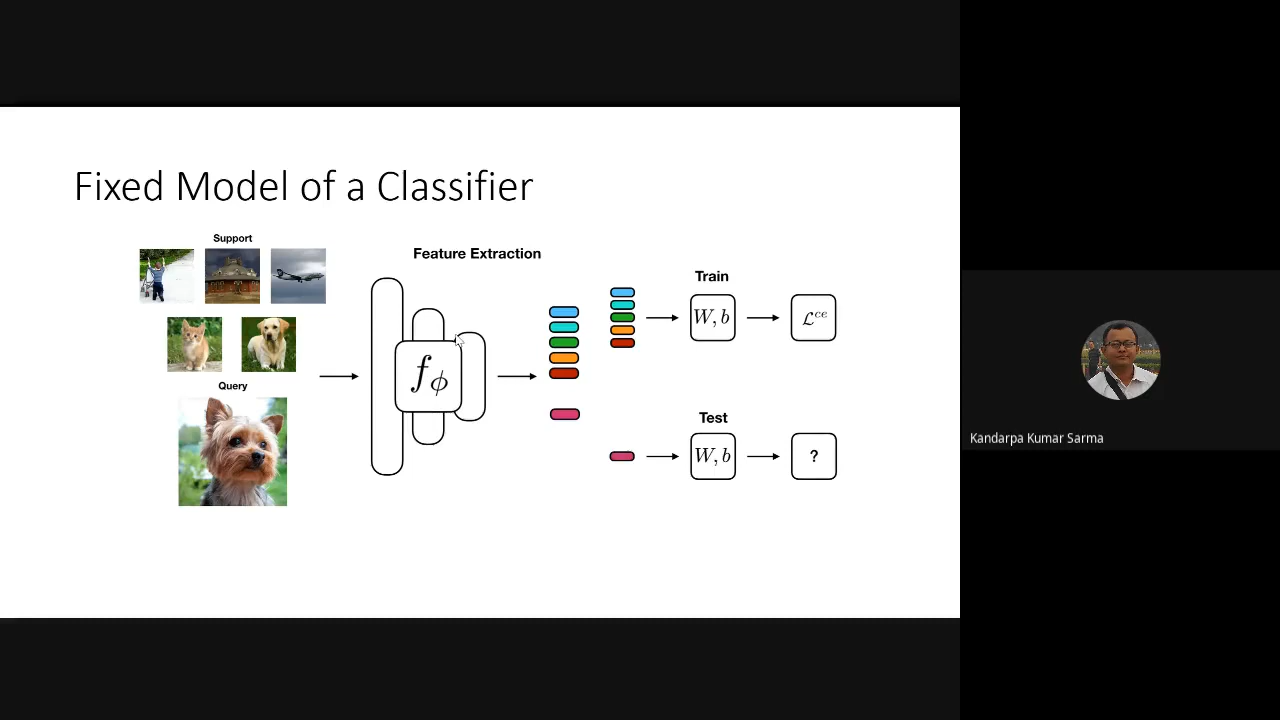 Fixed Model of a Classifier
Support
Feature Extraction
Query
f_ϕ
Train
W, b
ℒ^ce
Test
W, b
?
Kandarpa Kumar Sarma